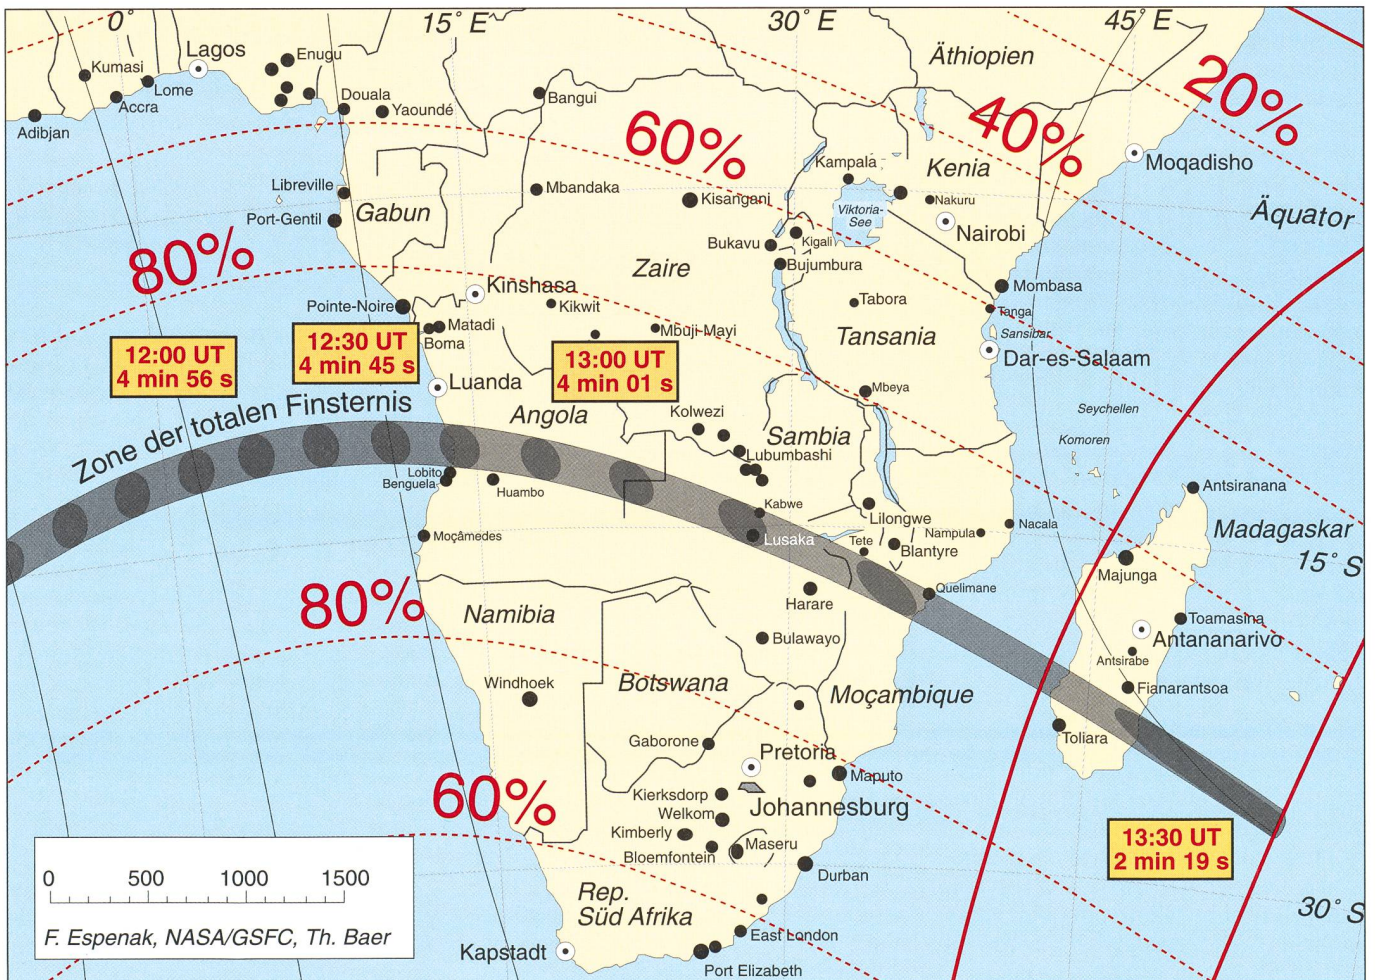 0° 15° E 30° E 45° E
Lagos
Enugu
Kumasi
Lome
Accra
Adibjan
Douala
Yaoundé
Bangui
Äthiopien
20%
40%
60%
Moqadisho
Kampala
Kenia
Libreville
Mbandaka
Kisangani
Nakuru
Port-Gentil
Gabun
Viktoria-
See
Nairobi
Äquator
80%
Bukavu
Kigali
Zaire
Bujumbura
Kinshasa
Mombasa
Pointe-Noire
Kikwit
Tabora
Tanga
Matadi
Boma
Mbuji-Mayi
Tansania
Sansibar
Dar-es-Salaam
12:00 UT
4 min 56 s
12:30 UT
4 min 45 s
13:00 UT
4 min 01 s
Luanda
Mbeya
Zone der totalen Finsternis
Angola
Kolwezi
Seychellen
Sambia
Komoren
Lubumbashi
Lobito
Benguela
Huambo
Antsiranana
Kabwe
Lilongwe
Moçâmedes
Lusaka
Tete
Nampula
Nacala
Madagaskar
Blantyre
15° S
Majunga
Quelimane
80%
Namibia
Harare
Toamasina
Bulawayo
Antananarivo
Antsirabe
Windhoek
Botswana
Moçambique
Fianarantsoa
Gaborone
Toliara
Pretoria
Maputo
60%
Kierksdorp
Johannesburg
Welkom
Kimberly
Maseru
13:30 UT
2 min 19 s
Bloemfontein
Durban
0 500 1000 1500
Rep.
Süd Afrika
30° S
F. Espenak, NASA/GSFC, Th. Baer
Kapstadt
East London
Port Elizabeth